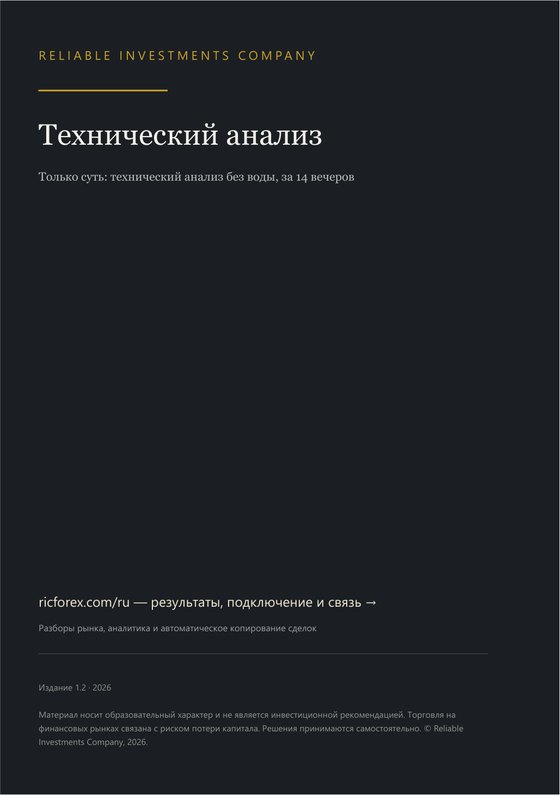 RELIABLE INVESTMENTS COMPANY
Технический анализ
Только суть: технический анализ без воды, за 14 вечеров
ricforex.com/ru — результаты, подключение и связь →
Разборы рынка, аналитика и автоматическое копирование сделок
Издание 1.2 · 2026
Материал носит образовательный характер и не является инвестиционной рекомендацией. Торговля на
финансовых рынках связана с риском потери капитала. Решения принимаются самостоятельно. © Reliable
Investments Company, 2026.